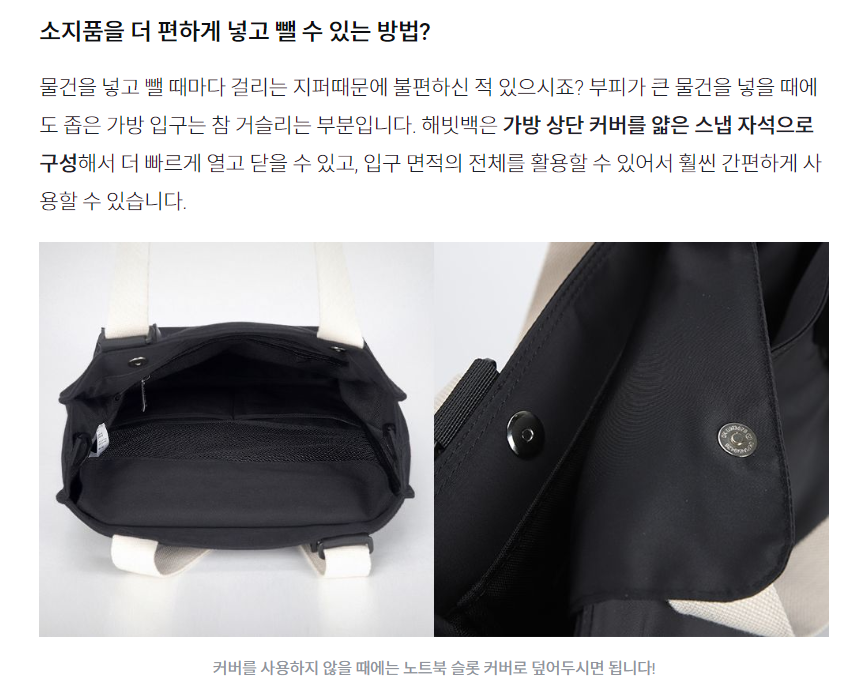 소지품을 더 편하게 넣고 뺄 수 있는 방법?
물건을 넣고 뺄 때마다 걸리는 지퍼때문에 불편하신 적 있으시죠? 부피가 큰 물건을 넣을 때에
도 좁은 가방 입구는 참 거슬리는 부분입니다. 해빗백은 가방 상단 커버를 얇은 스냅 자석으로
구성해서 더 빠르게 열고 닫을 수 있고, 입구 면적의 전체를 활용할 수 있어서 훨씬 간편하게 사
용할 수 있습니다.
커버를 사용하지 않을 때에는 노트북 슬롯 커버로 덮어두시면 됩니다!